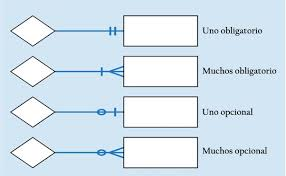 Uno obligatorio
Muchos obligatorio
Uno opcional
Muchos opcional